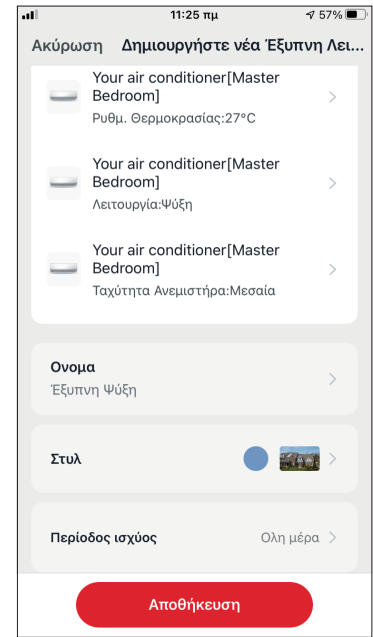 11:25 πμ
57%
Ακύρωση Δημιουργήστε νέα Έξυπνη Λει...
Your air conditioner[Master
Bedroom]
Ρυθμ. Θερμοκρασίας:27°C
Your air conditioner[Master
Bedroom]
Λειτουργία:Ψύξη
Your air conditioner[Master
Bedroom]
Ταχύτητα Ανεμιστήρα:Μεσαία
Ονομα
Έξυπνη Ψύξη
Στυλ
Περίοδος ισχύος Ολη μέρα
Αποθήκευση